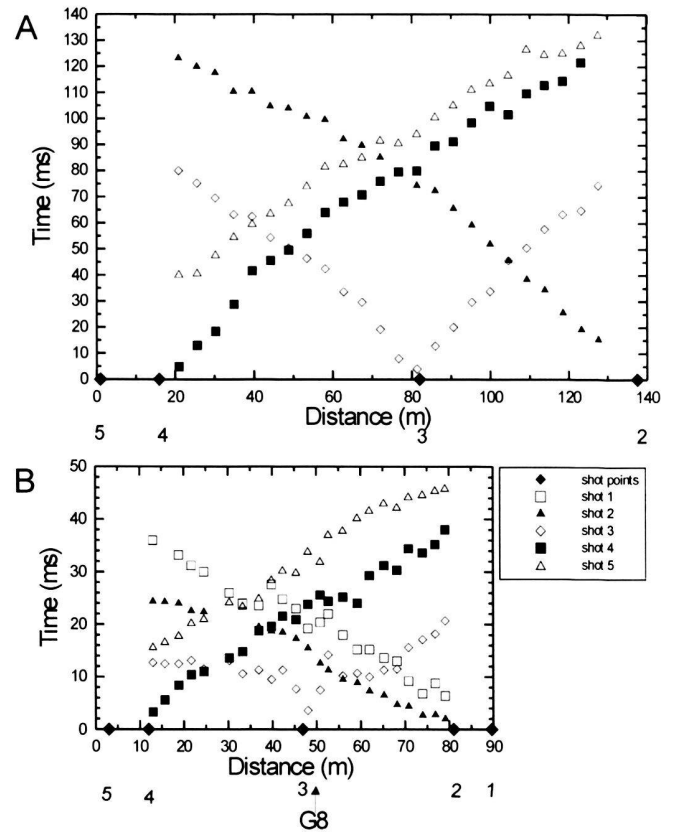 A
140
130
120
110
100
90
80
70
60
50
40
30
20
10
0
Time (ms)
0 20 40 60 80 100 120 140
Distance (m)
5 4 3 2
B
50
40
30
20
10
0
Time (ms)
0 10 20 30 40 50 60 70 80 90
Distance (m)
5 4 3 2 1
G8
shot points
shot 1
shot 2
shot 3
shot 4
shot 5